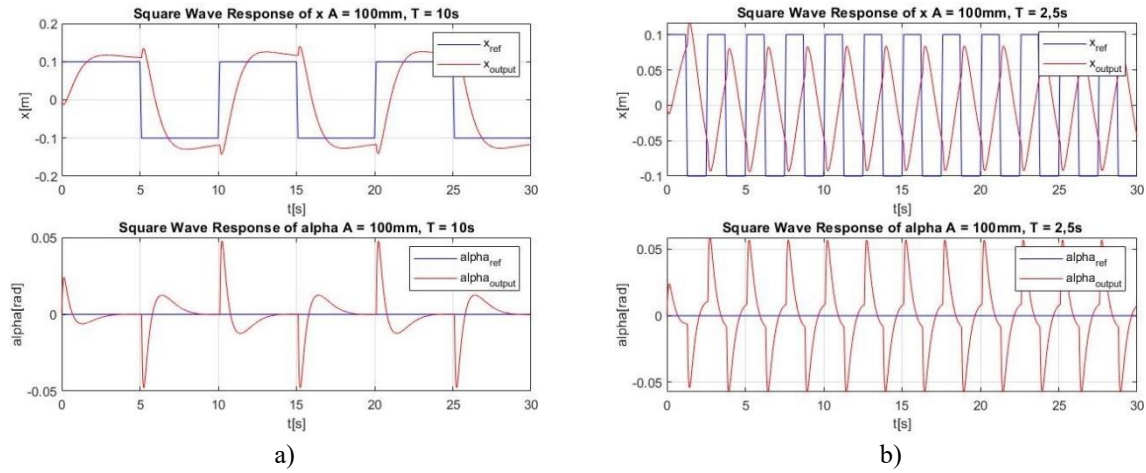 Square Wave Response of x A = 100mm, T = 10s
0.2
0.1
0
-0.1
-0.2
x[m]
x_ref
x_output
0 5 10 15 20 25 30
t[s]
Square Wave Response of alpha A = 100mm, T = 10s
0.05
0
-0.05
alpha[rad]
alpha_ref
alpha_output
0 5 10 15 20 25 30
t[s]
a)
Square Wave Response of x A = 100mm, T = 2,5s
0.1
0.05
0
-0.05
-0.1
x[m]
x_ref
x_output
0 5 10 15 20 25 30
t[s]
Square Wave Response of alpha A = 100mm, T = 2,5s
0.05
0
-0.05
alpha[rad]
alpha_ref
alpha_output
0 5 10 15 20 25 30
t[s]
b)